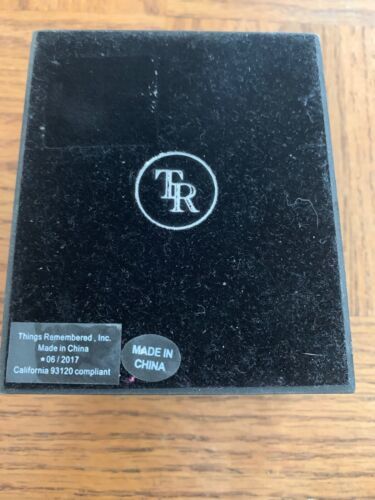 TR
Things Remembered, Inc.
Made in China
★06/2017
California 93120 compliant
MADE IN
CHINA